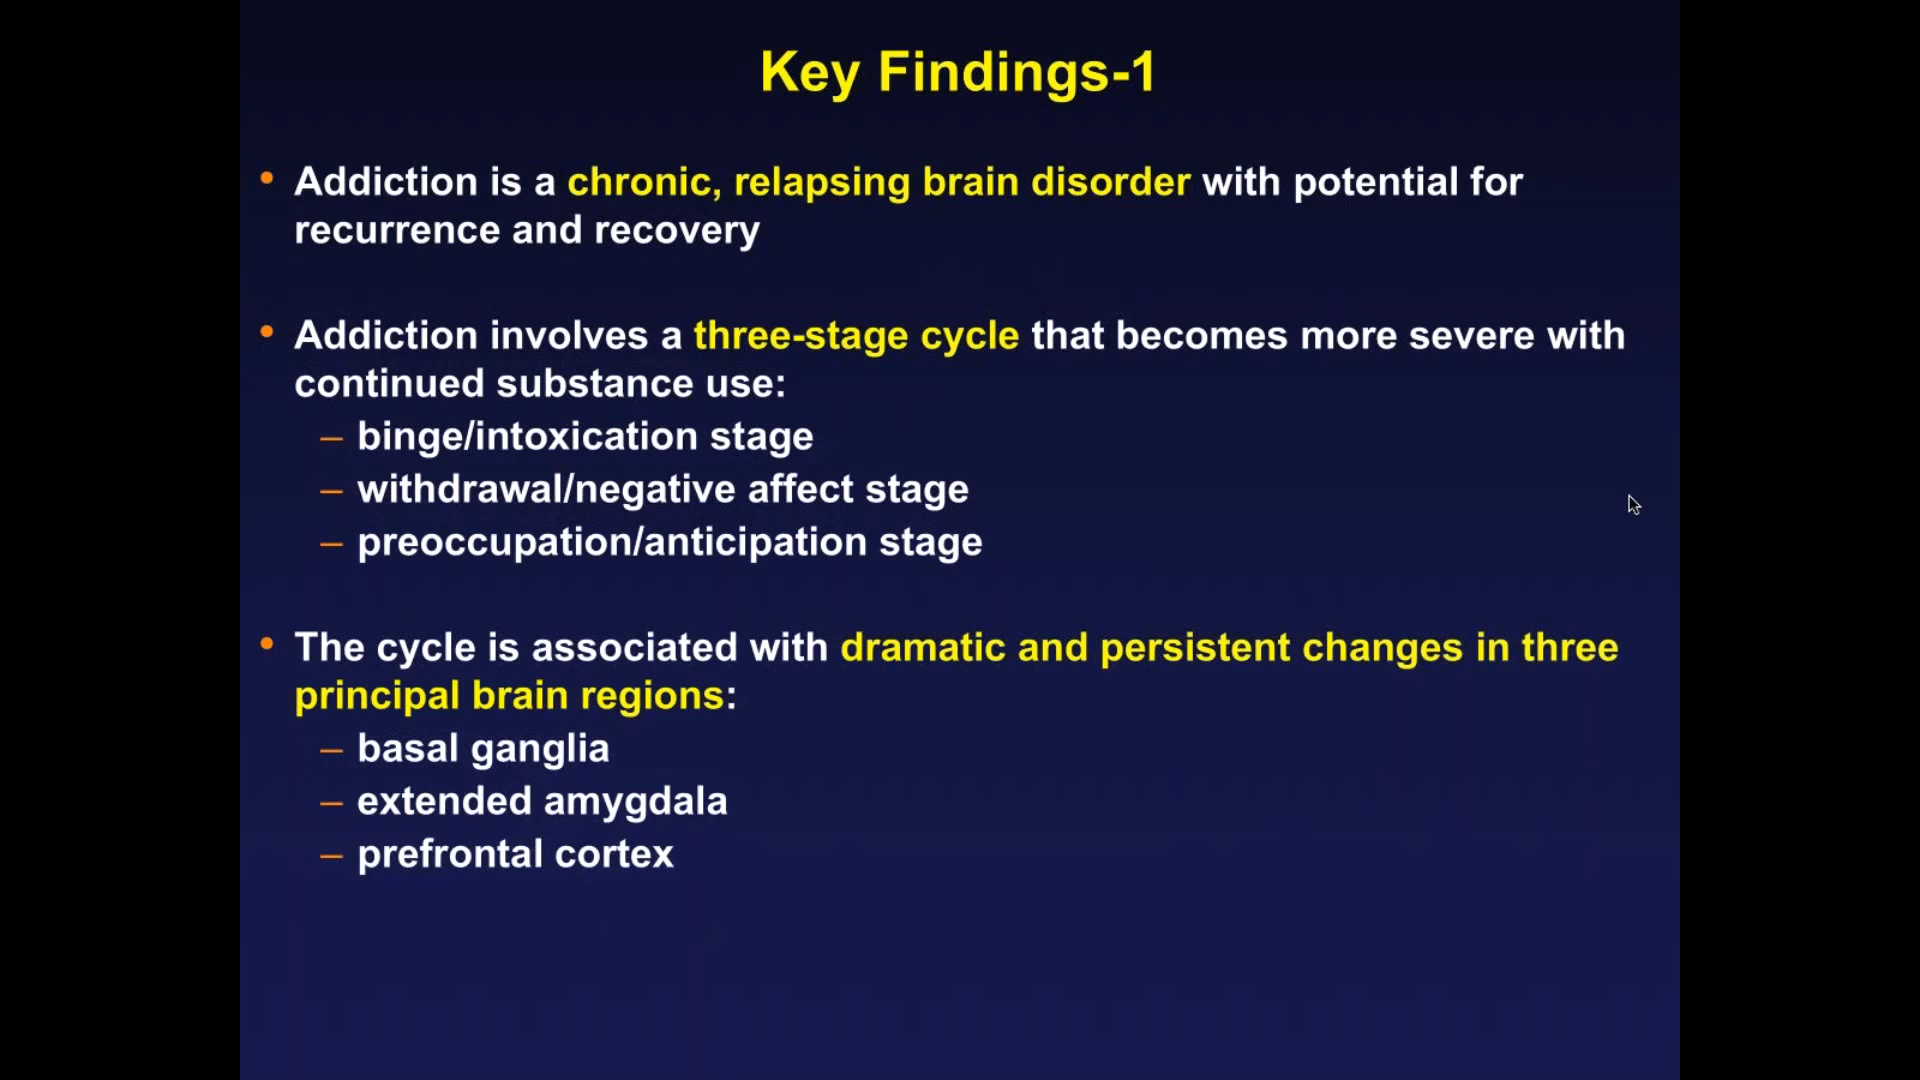 Key Findings-1
• Addiction is a chronic, relapsing brain disorder with potential for
recurrence and recovery
• Addiction involves a three-stage cycle that becomes more severe with
continued substance use:
– binge/intoxication stage
– withdrawal/negative affect stage
– preoccupation/anticipation stage
• The cycle is associated with dramatic and persistent changes in three
principal brain regions:
– basal ganglia
– extended amygdala
– prefrontal cortex